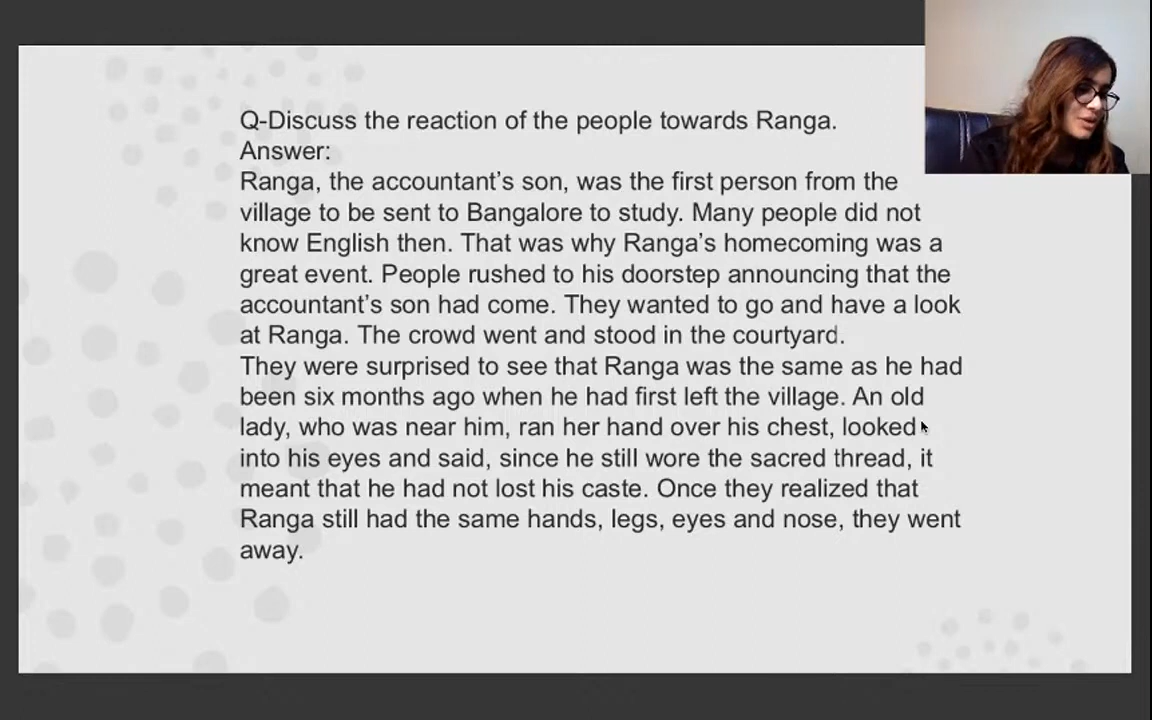 Q-Discuss the reaction of the people towards Ranga.
Answer:
Ranga, the accountant's son, was the first person from the
village to be sent to Bangalore to study. Many people did not
know English then. That was why Ranga's homecoming was a
great event. People rushed to his doorstep announcing that the
accountant's son had come. They wanted to go and have a look
at Ranga. The crowd went and stood in the courtyard.
They were surprised to see that Ranga was the same as he had
been six months ago when he had first left the village. An old
lady, who was near him, ran her hand over his chest, looked
into his eyes and said, since he still wore the sacred thread, it
meant that he had not lost his caste. Once they realized that
Ranga still had the same hands, legs, eyes and nose, they went
away.